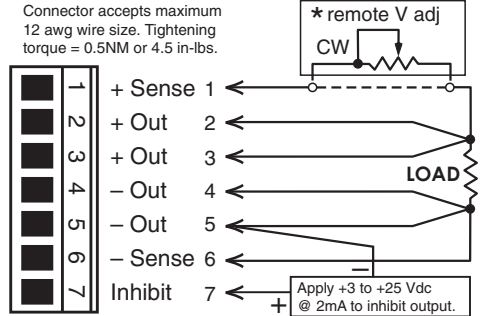 Connector accepts maximum
12 awg wire size. Tightening
torque = 0.5NM or 4.5 in-lbs.
* remote V adj
CW
1 + Sense 1
2 + Out 2
3 + Out 3
4 – Out 4
LOAD
5 – Out 5
6 – Sense 6
–
7 Inhibit 7
+
Apply +3 to +25 Vdc
@ 2mA to inhibit output.